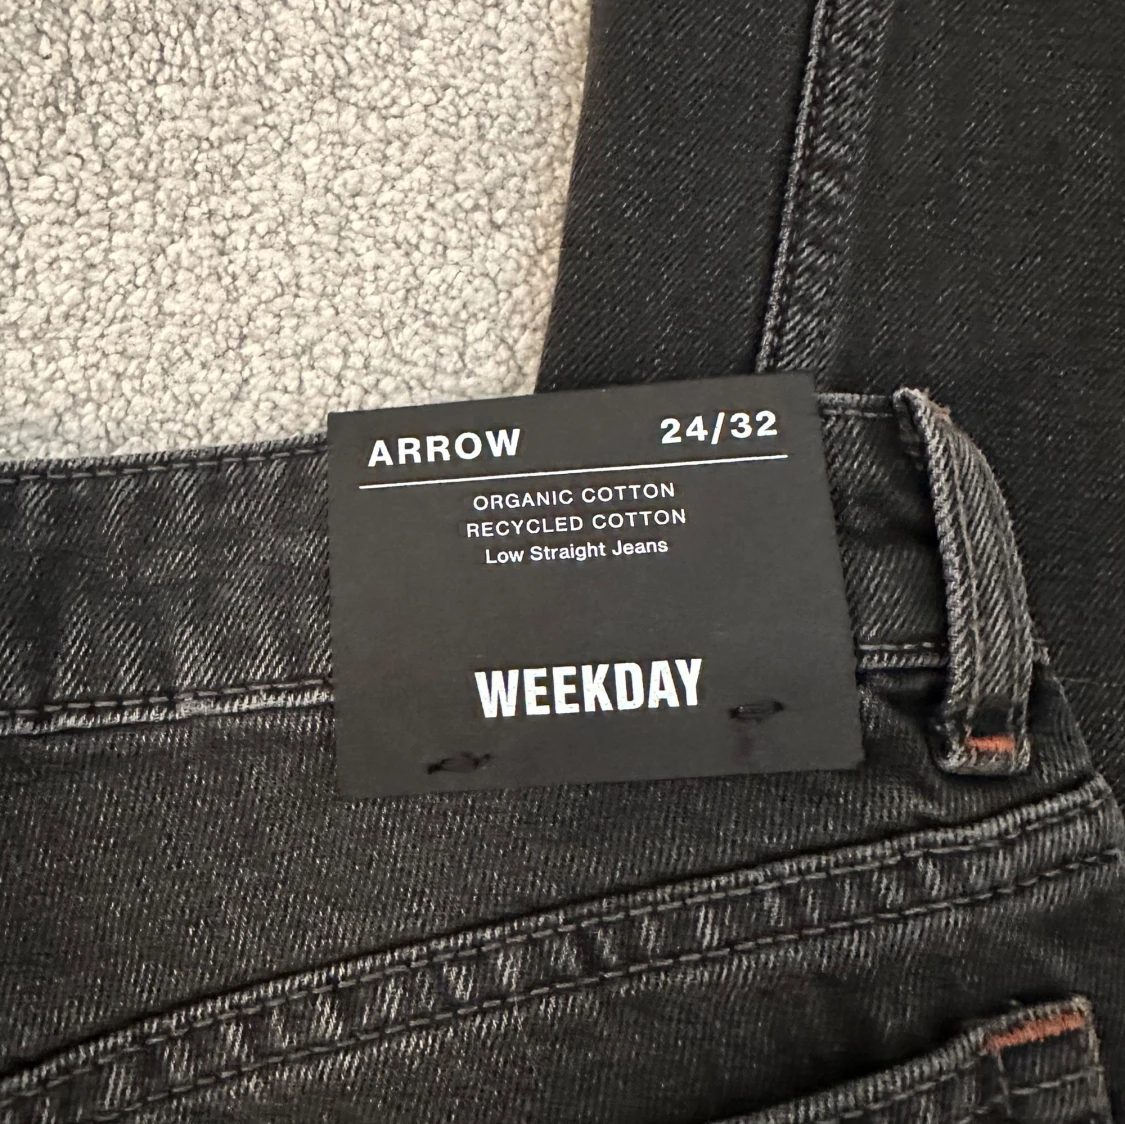 ARROW 24/32
ORGANIC COTTON
RECYCLED COTTON
Low Straight Jeans
WEEKDAY